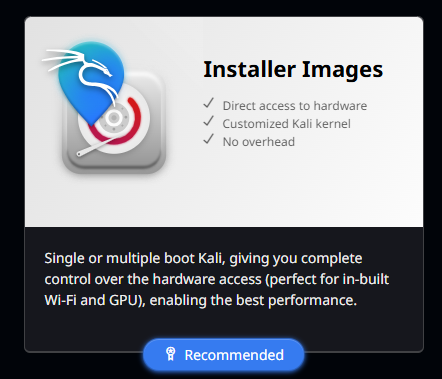 Installer Images
Direct access to hardware
Customized Kali kernel
No overhead
Single or multiple boot Kali, giving you complete
control over the hardware access (perfect for in-built
Wi-Fi and GPU), enabling the best performance.
Recommended